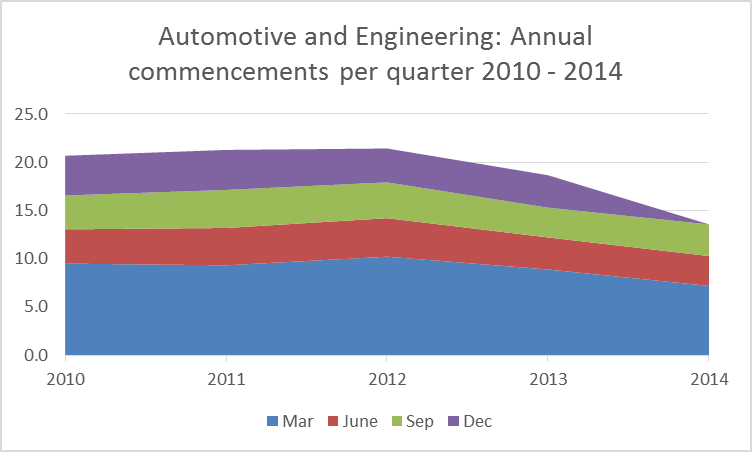 Automotive and Engineering: Annual
commencements per quarter 2010 - 2014
25.0
20.0
15.0
10.0
5.0
0.0
2010 2011 2012 2013 2014
Mar June Sep Dec